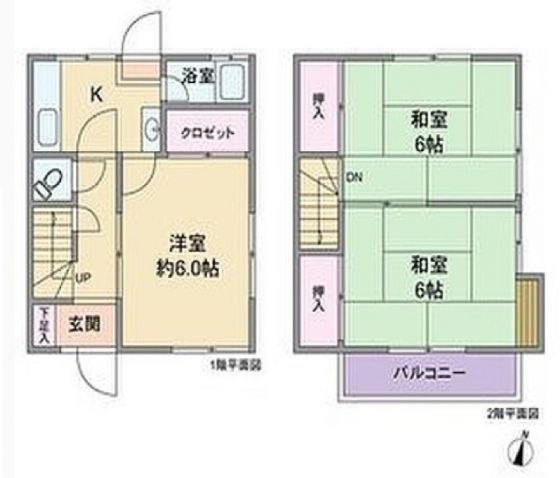 K
浴室
クロゼット
洋室
約6.0帖
UP
下足入
玄関
1階平面図
押入
和室
6帖
DN
押入
和室
6帖
バルコニー
2階平面図
N